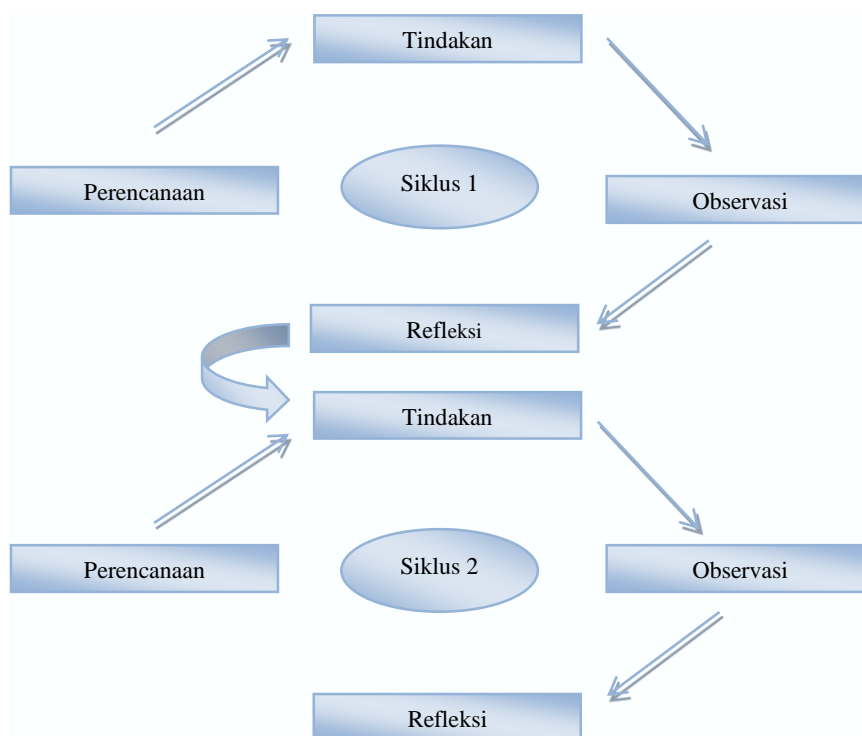 Tindakan
Perencanaan
Siklus 1
Observasi
Refleksi
Tindakan
Perencanaan
Siklus 2
Observasi
Refleksi